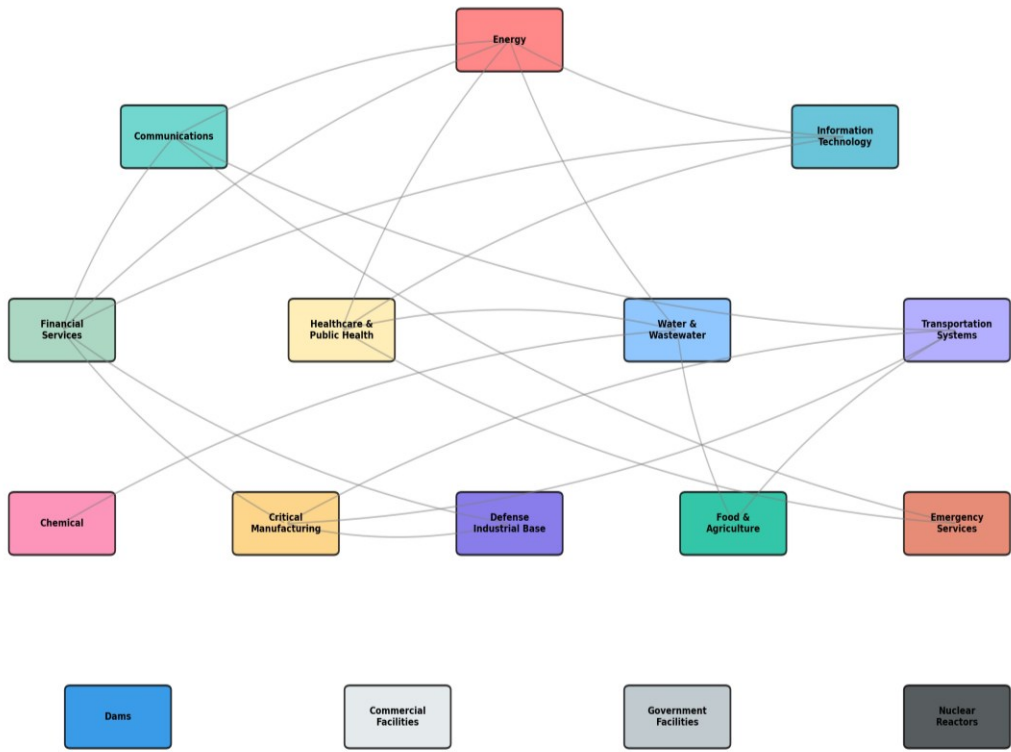 Energy
Communications
Information
Technology
Financial
Services
Healthcare &
Public Health
Water &
Wastewater
Transportation
Systems
Chemical
Critical
Manufacturing
Defense
Industrial Base
Food &
Agriculture
Emergency
Services
Dams
Commercial
Facilities
Government
Facilities
Nuclear
Reactors